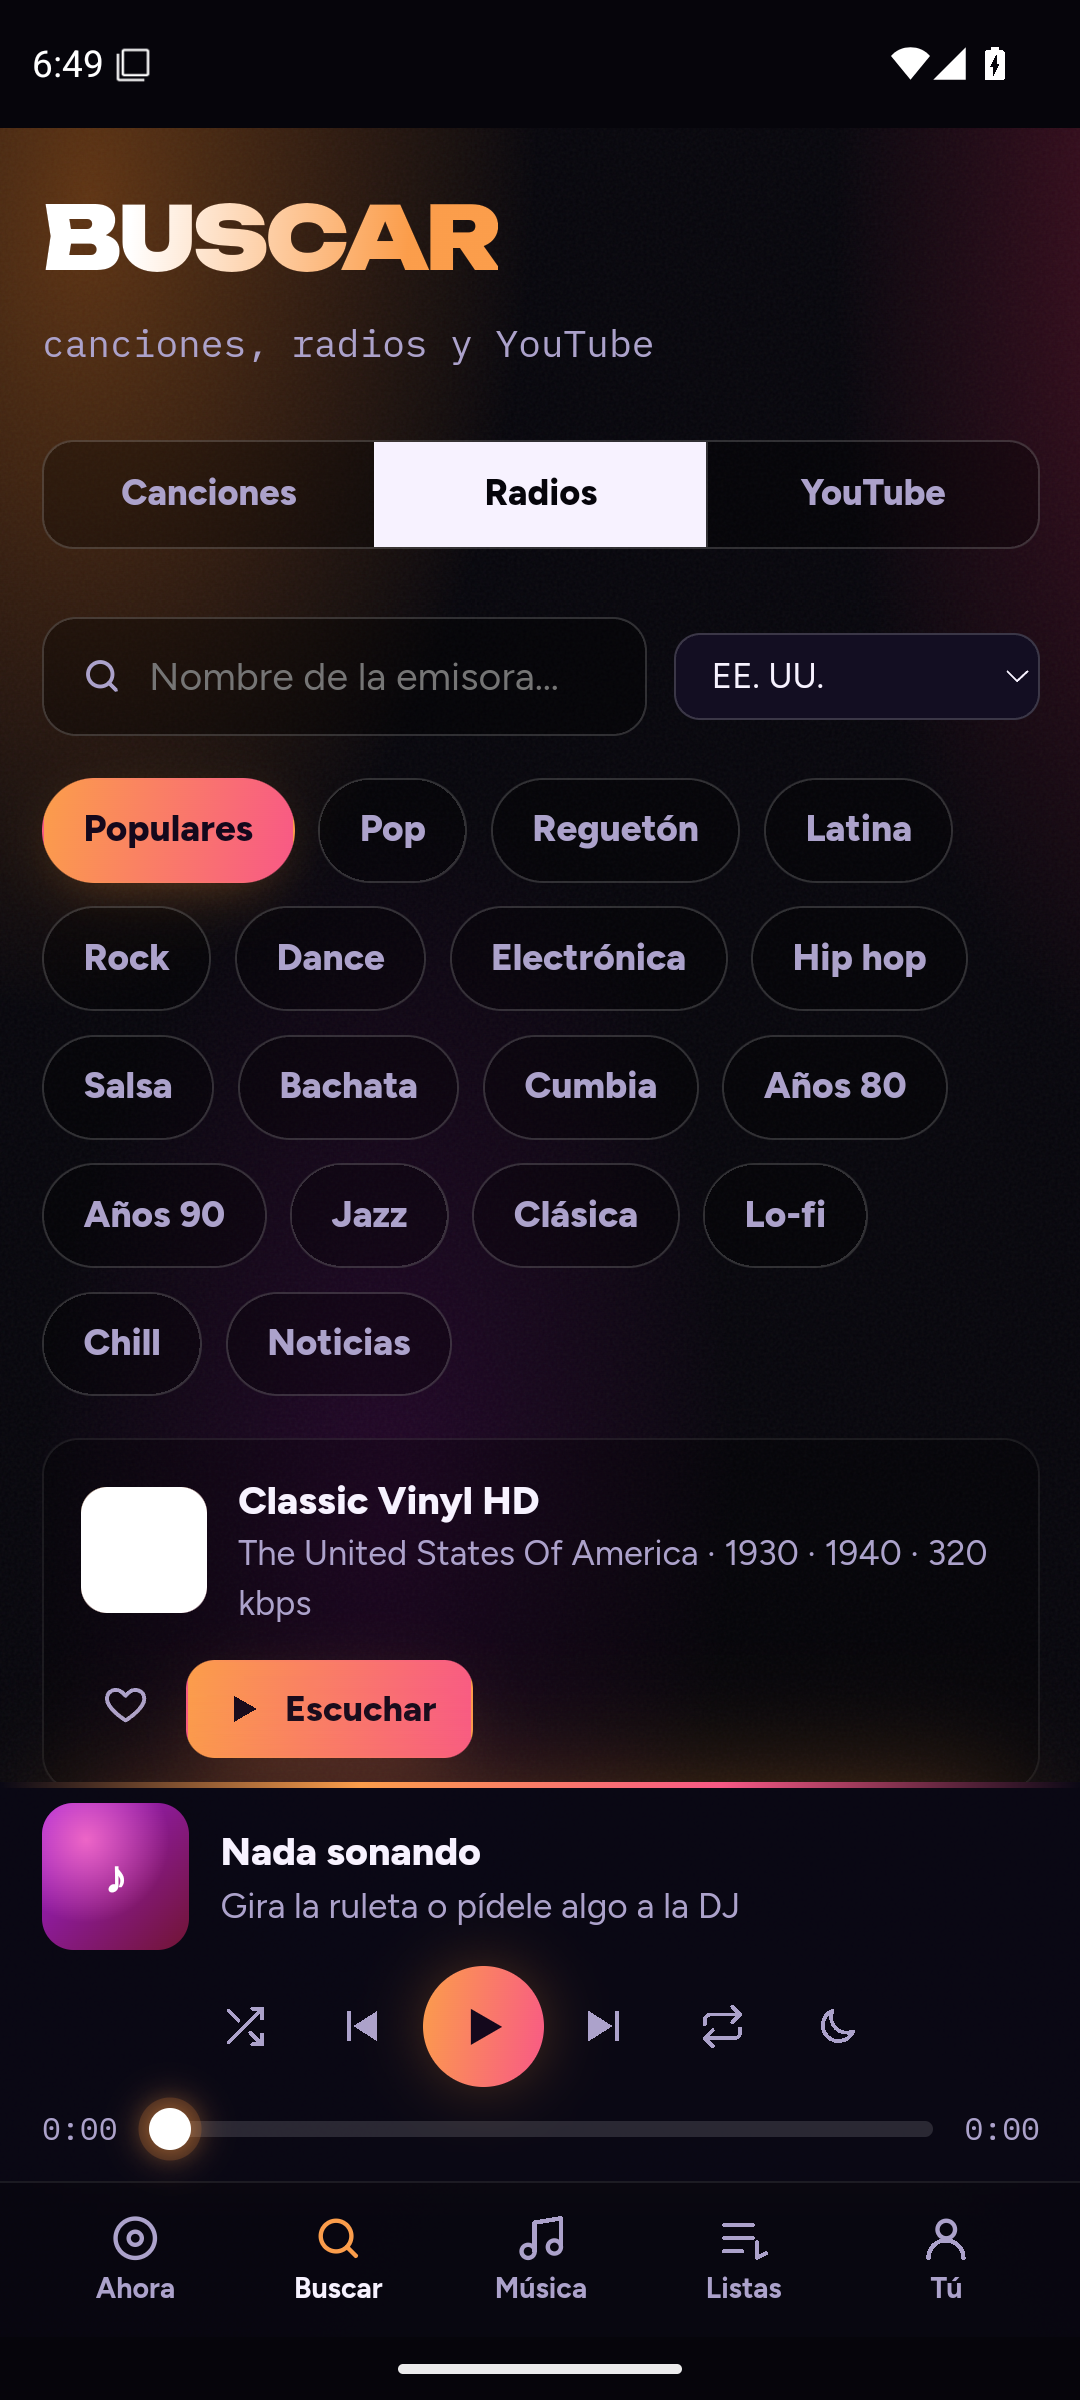 6:49
BUSCAR
canciones, radios y YouTube
Canciones Radios YouTube
Nombre de la emisora... EE. UU.
Populares Pop Reguetón Latina
Rock Dance Electrónica Hip hop
Salsa Bachata Cumbia Años 80
Años 90 Jazz Clásica Lo-fi
Chill Noticias
Classic Vinyl HD
The United States Of America · 1930 · 1940 · 320
kbps
Escuchar
Nada sonando
Gira la ruleta o pídele algo a la DJ
0:00 0:00
Ahora Buscar Música Listas Tú